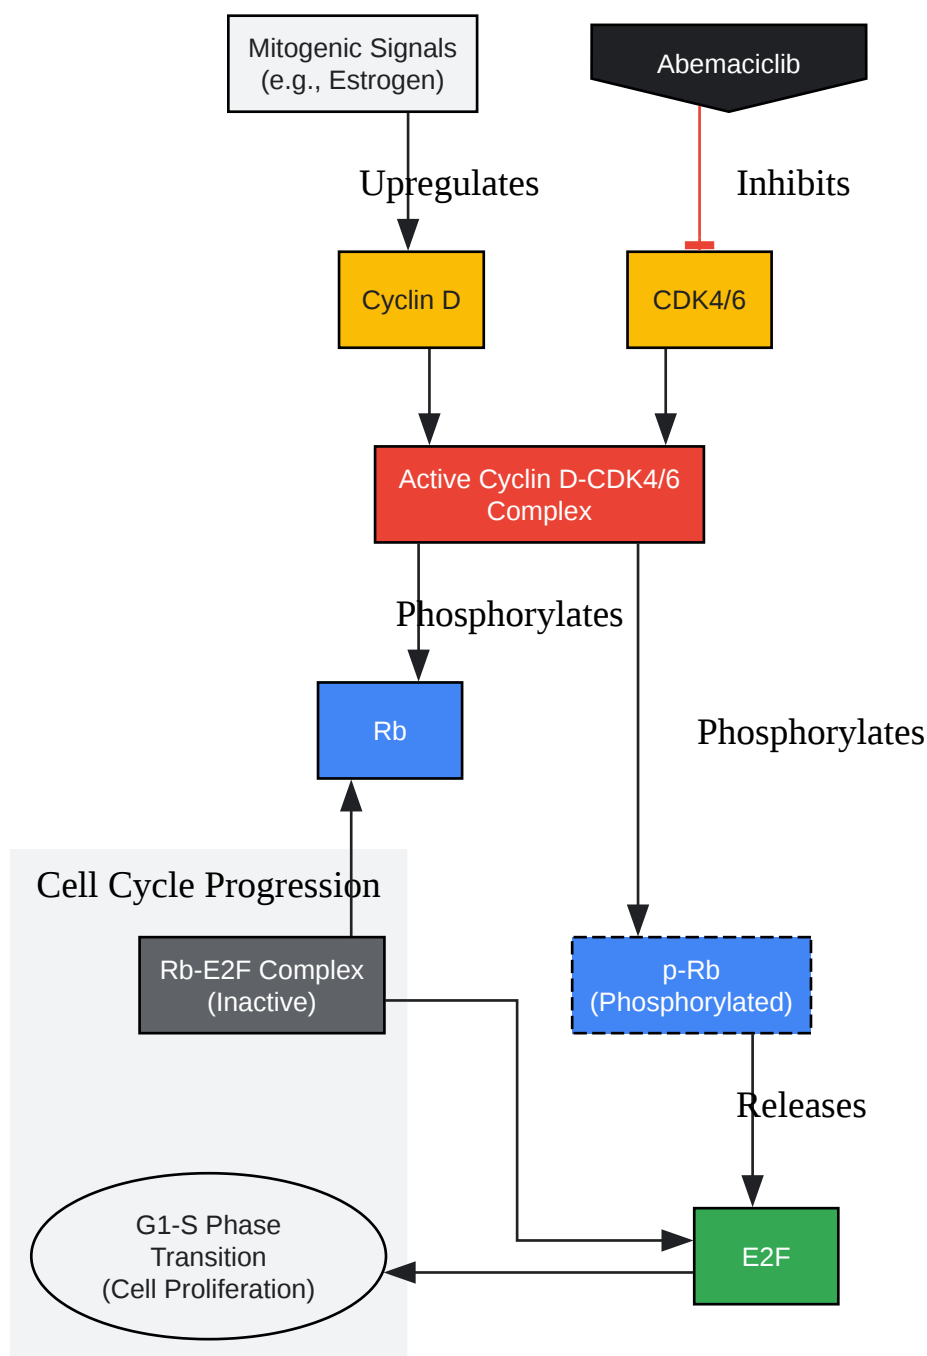 Mitogenic Signals
(e.g., Estrogen)
Abemaciclib
Upregulates
Inhibits
Cyclin D
CDK4/6
Active Cyclin D-CDK4/6
Complex
Phosphorylates
Rb
Phosphorylates
Cell Cycle Progression
Rb-E2F Complex
(Inactive)
p-Rb
(Phosphorylated)
Releases
G1-S Phase
Transition
(Cell Proliferation)
E2F